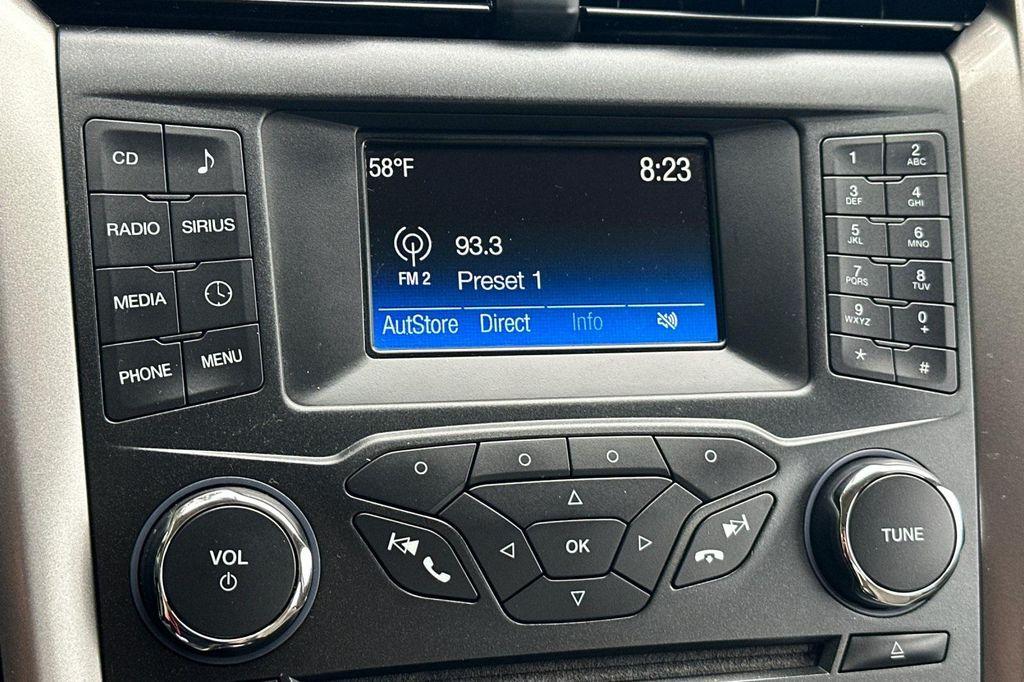 58°F 8:23
93.3
FM 2 Preset 1
AutStore Direct Info
CD
RADIO SIRIUS
MEDIA
PHONE MENU
1 2 ABC
3 DEF 4 GHI
5 JKL 6 MNO
7 PQRS 8 TUV
9 WXYZ 0 +
* #
VOL
OK
TUNE